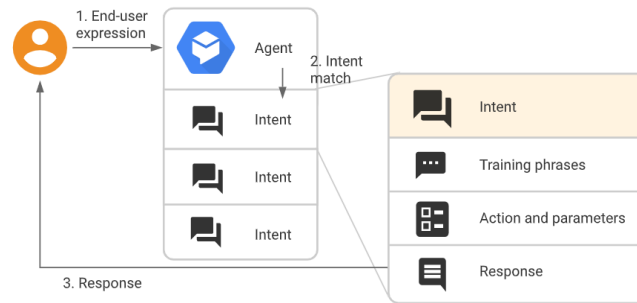 1. End-user
expression
Agent
2. Intent
match
Intent
Intent
Intent
Intent
Training phrases
Action and parameters
Response
3. Response